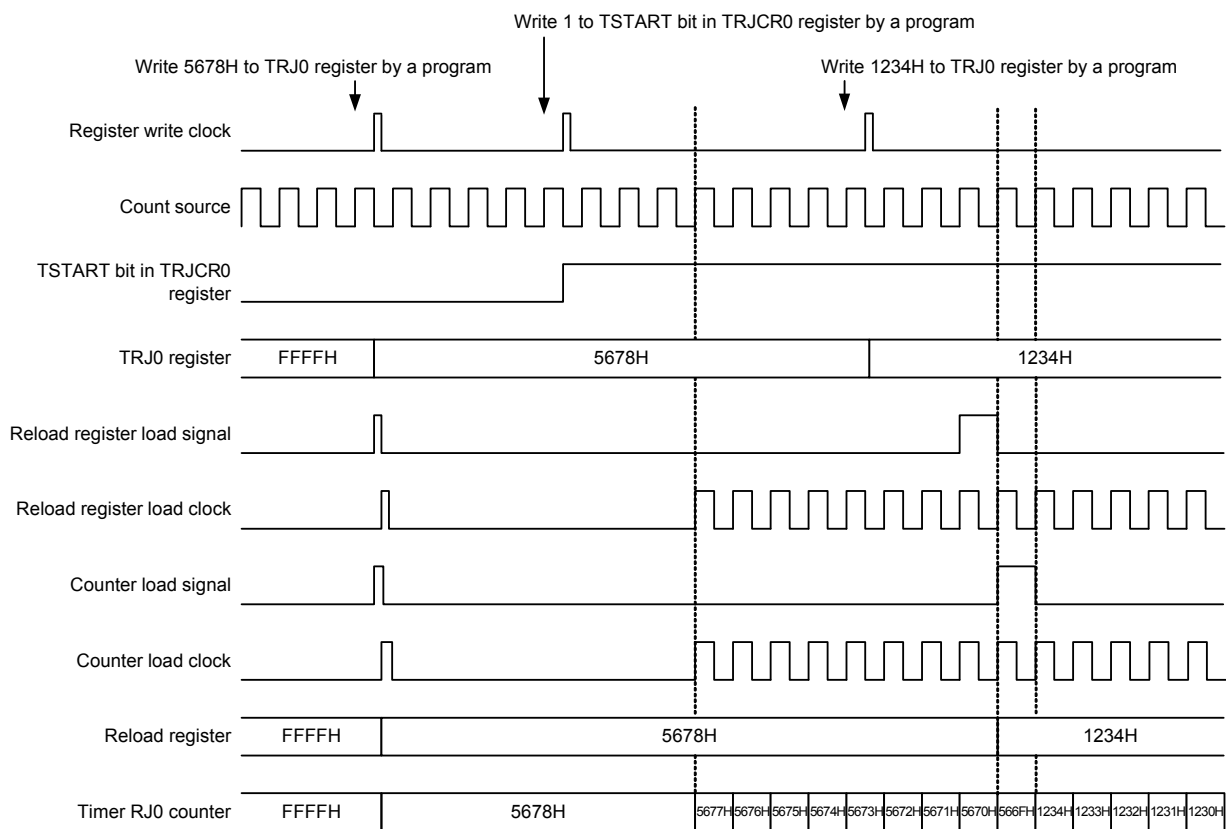 Write 1 to TSTART bit in TRJCR0 register by a program
Write 5678H to TRJ0 register by a program
Write 1234H to TRJ0 register by a program
Register write clock
Count source
TSTART bit in TRJCR0
register
TRJ0 register
FFFFH
5678H
1234H
Reload register load signal
Reload register load clock
Counter load signal
Counter load clock
Reload register
FFFFH
5678H
1234H
Timer RJ0 counter
FFFFH
5678H
5677H
5676H
5675H
5674H
5673H
5672H
5671H
5670H
566FH
1234H
1233H
1232H
1231H
1230H